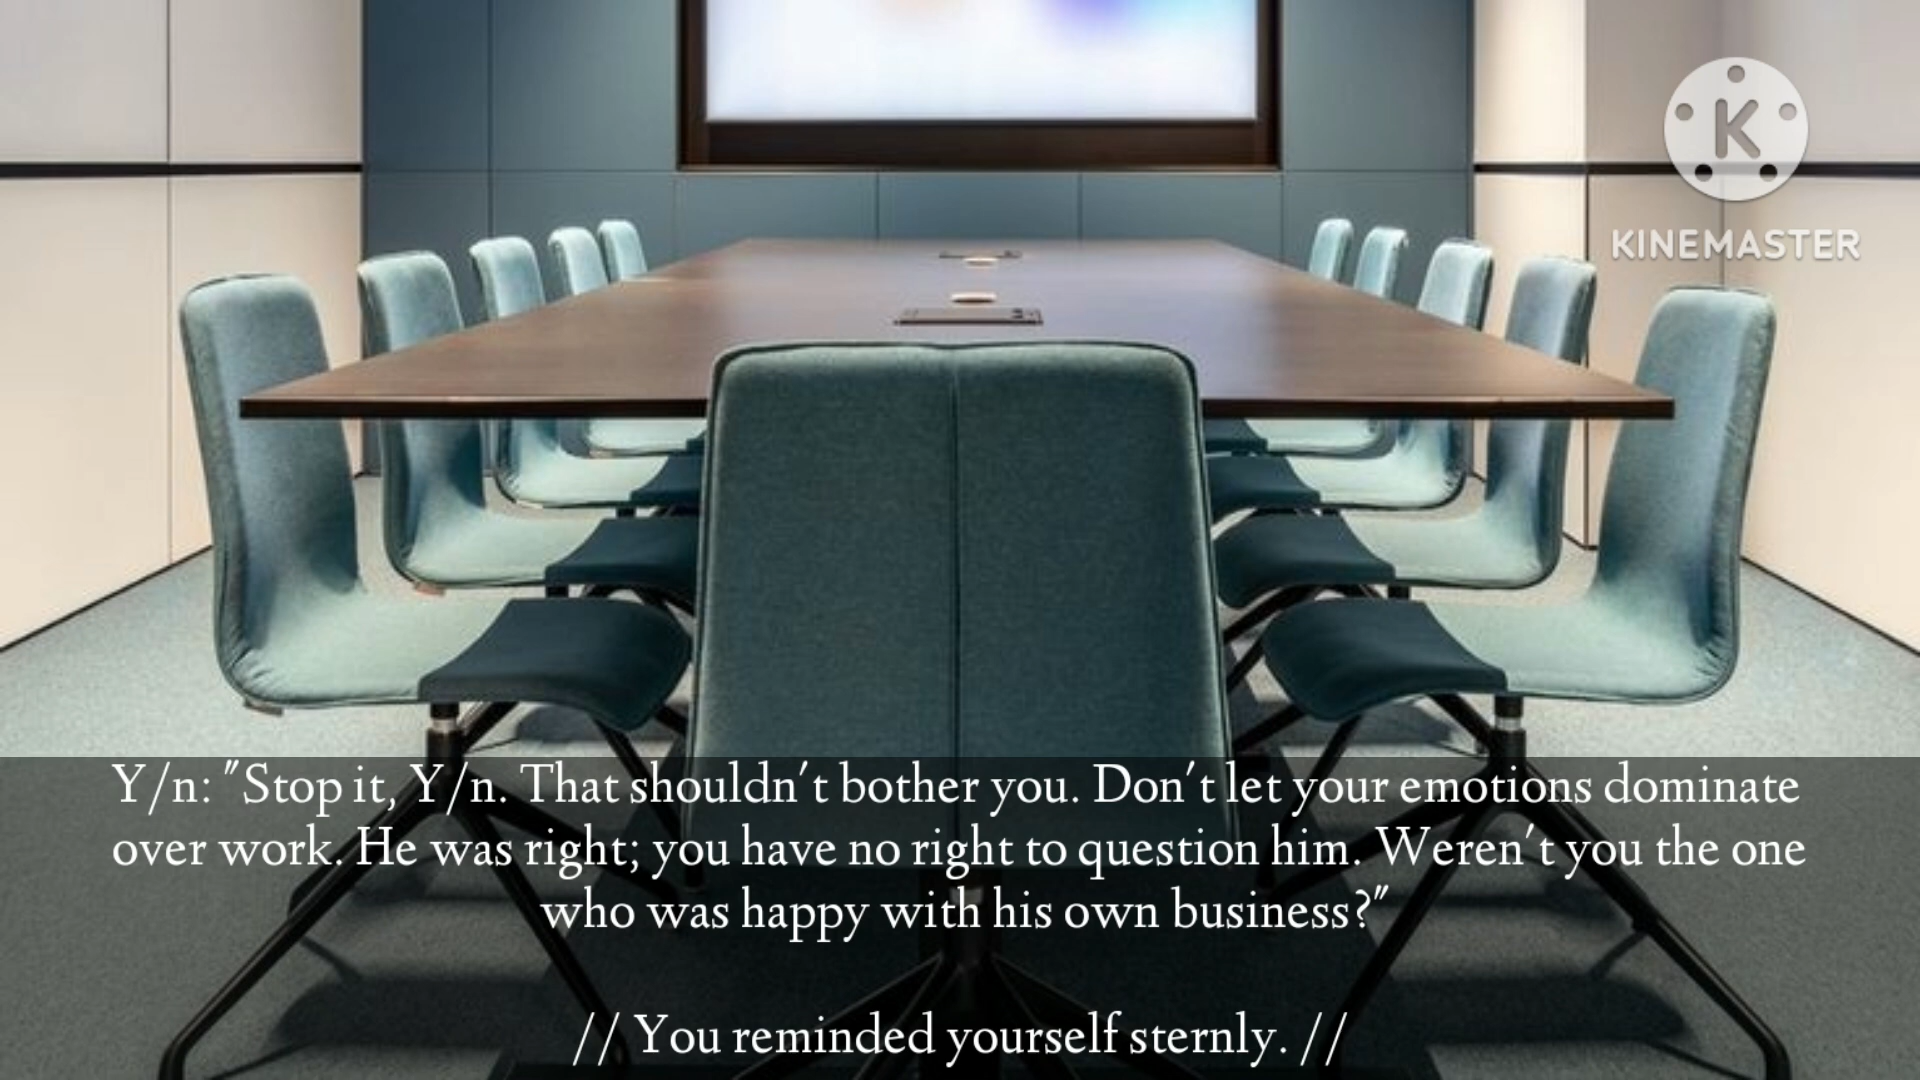 K
KINEMASTER
Y/n: "Stop it, Y/n. That shouldn't bother you. Don't let your emotions dominate
over work. He was right; you have no right to question him. Weren't you the one
who was happy with his own business?"
// You reminded yourself sternly. //